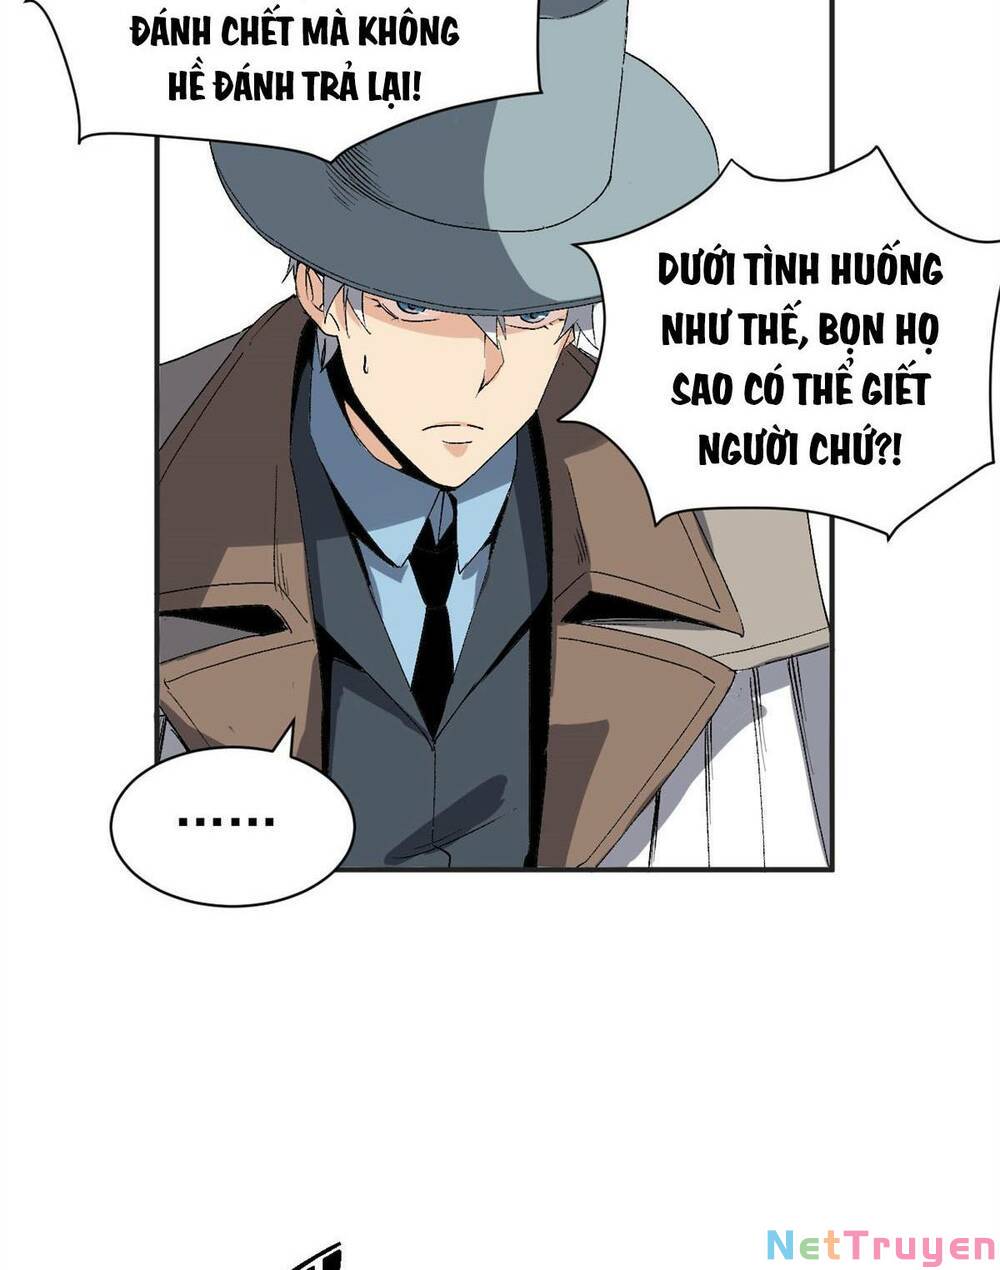 ĐÁNH CHẾT MÀ KHÔNG
HỀ ĐÁNH TRẢ LẠI!
DƯỚI TÌNH HUỐNG
NHƯ THẾ, BỌN HỌ
SAO CÓ THỂ GIẾT
NGƯỜI CHỨ?!
......
NetTruyen